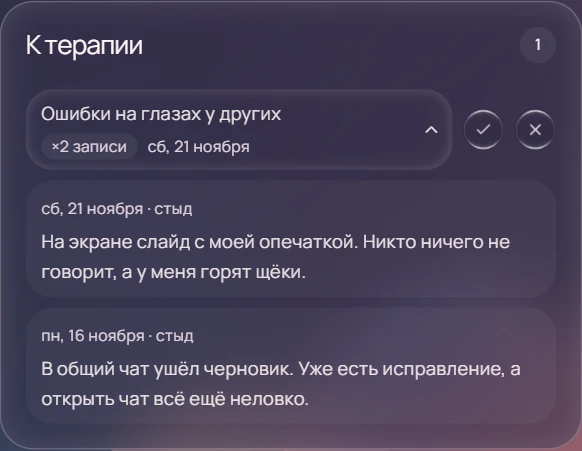 К терапии
1
Ошибки на глазах у других
×2 записи
сб, 21 ноября
сб, 21 ноября · стыд
На экране слайд с моей опечаткой. Никто ничего не
говорит, а у меня горят щёки.
пн, 16 ноября · стыд
В общий чат ушёл черновик. Уже есть исправление, а
открыть чат всё ещё неловко.